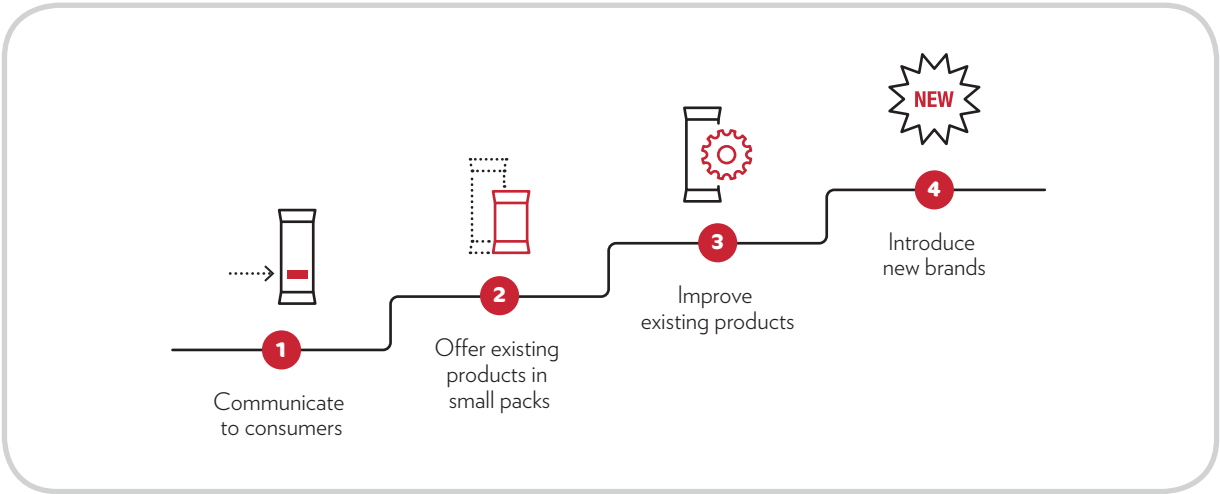 1
Communicate
to consumers
2
Offer existing
products in
small packs
3
Improve
existing products
NEW
4
Introduce
new brands